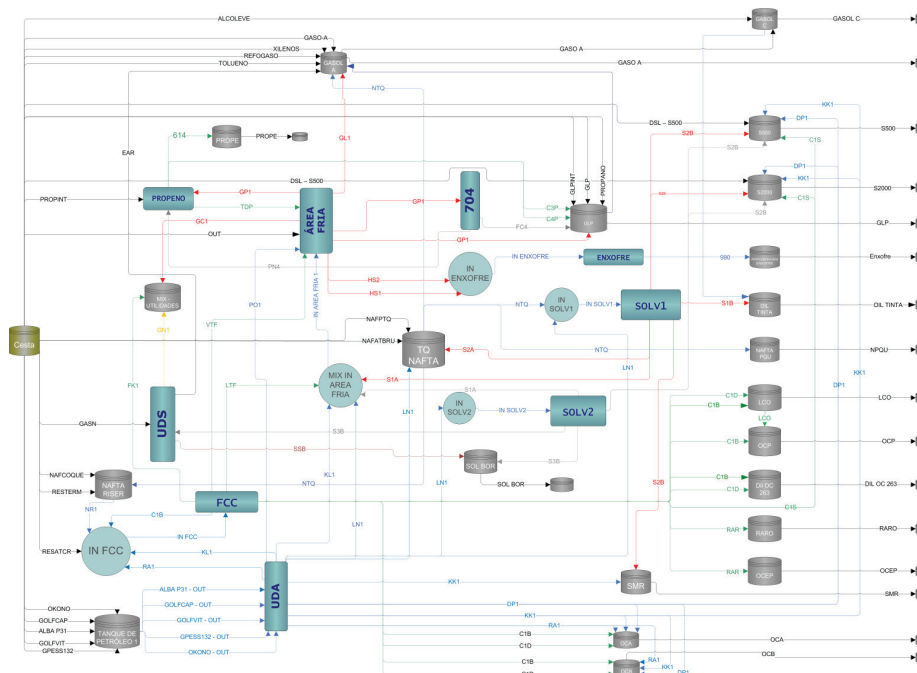 ALCOLEVE
GASOL C
GASOL C
GASO-A
XILENOS
REFOGASO
TOLUENO
GASOL A
GASO A
GASO A
NTQ
KK1
DP1
DSL – S500
S2B
S500
C1S
S2B
614
PROPE
PROPE
GL1
EAR
DSL – S500
GLPINT
GLP
PROPANO
DP1
KK1
S2000
C1S
S2B
PROPINT
PROPENO
GP1
TDP
ÁREA FRIA
GP1
704
C3P
C4P
FC4
GLP
GLP
GC1
OUT
GP1
PN4
PO1
IN AREA FRIA 1
HS2
HS1
IN ENXOFRE
IN ENXOFRE
ENXOFRE
980
Enxofre
MIX - UTILIDADES
GN1
VTF
NTQ
IN SOLV1
IN SOLV1
SOLV1
S1B
DIL TINTA
DIL TINTA
Cesta
NAFPTQ
NAFATBRU
TQ NAFTA
S2A
NTQ
NAFTA PQU
NPQU
LN1
DP1
KK1
FK1
LTF
MIX IN AREA FRIA
S1A
S1A
LN1
IN SOLV2
IN SOLV2
SOLV2
C1D
C1B
LCO
LCO
LCO
GASN
UDS
S3B
SSB
S3B
SOL BOR
SOL BOR
C1B
OCP
OCP
NAFCOQUE
RESTERM
NAFTA RISER
KL1
NTQ
LN1
S2B
C1B
C1D
Dil OC 263
DIL OC 263
C1S
NR1
FCC
C1B
IN FCC
LN1
RAR
RARO
RARO
RESATCR
IN FCC
KL1
RA1
UDA
KK1
SMR
SMR
RAR
OCEP
OCEP
OKONO
GOLFCAP
ALBA P31
GOLFVIT
GPESS132
TANQUE DE PETRÓLEO 1
ALBA P31 - OUT
GOLFCAP - OUT
GOLFVIT - OUT
GPESS132 - OUT
OKONO - OUT
DP1
KK1
RA1
C1B
C1D
OCA
OCA
OCB
C1B
RA1
KK1
DP1